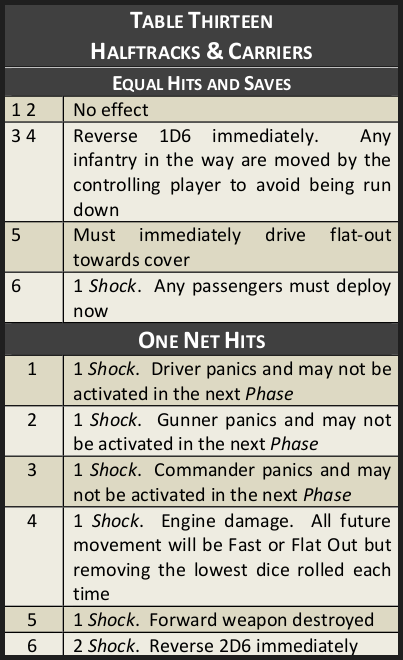 TABLE THIRTEEN
HALFTRACKS & CARRIERS
EQUAL HITS AND SAVES
1 2 No effect
3 4 Reverse 1D6 immediately. Any
infantry in the way are moved by the
controlling player to avoid being run
down
5 Must immediately drive flat-out
towards cover
6 1 Shock. Any passengers must deploy
now
ONE NET HITS
1 1 Shock. Driver panics and may not be
activated in the next Phase
2 1 Shock. Gunner panics and may not
be activated in the next Phase
3 1 Shock. Commander panics and may
not be activated in the next Phase
4 1 Shock. Engine damage. All future
movement will be Fast or Flat Out but
removing the lowest dice rolled each
time
5 1 Shock. Forward weapon destroyed
6 2 Shock. Reverse 2D6 immediately